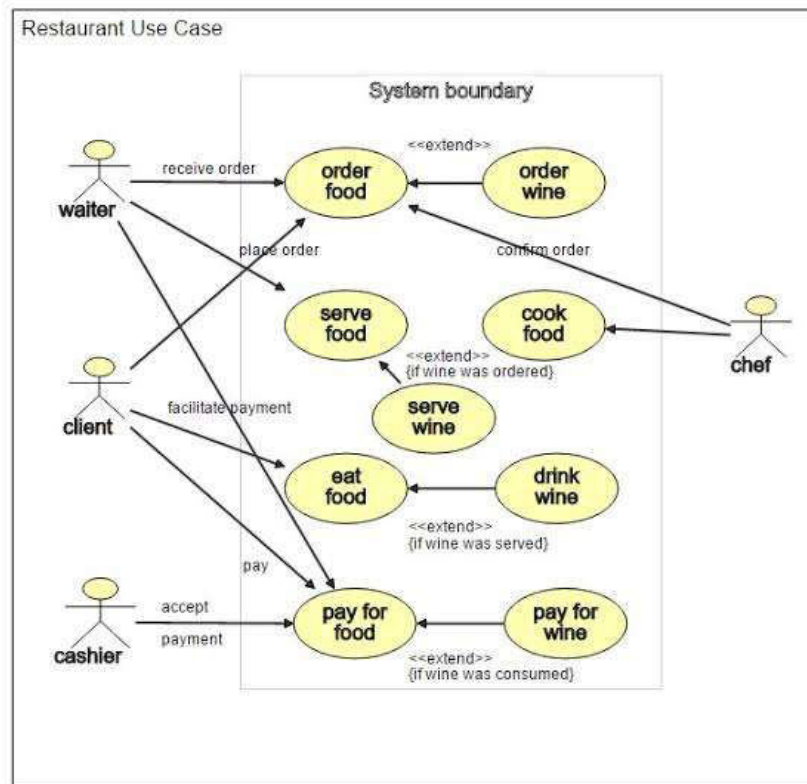 Restaurant Use Case
System boundary
<<extend>>
receive order
order
food
order
wine
waiter
place order
confirm order
serve
food
cook
food
<<extend>>
{if wine was ordered}
chef
serve
wine
facilitate payment
client
eat
food
drink
wine
<<extend>>
{if wine was served}
pay
accept
payment
pay for
food
pay for
wine
cashier
<<extend>>
{if wine was consumed}